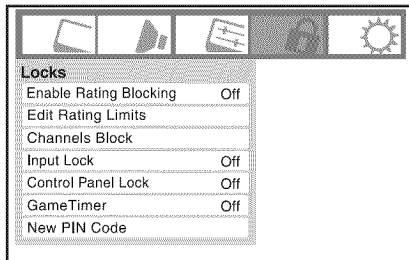 Locks
Enable Rating Blocking Off
Edit Rating Limits
Channels Block
Input Lock Off
Control Panel Lock Off
GameTimer Off
New PIN Code